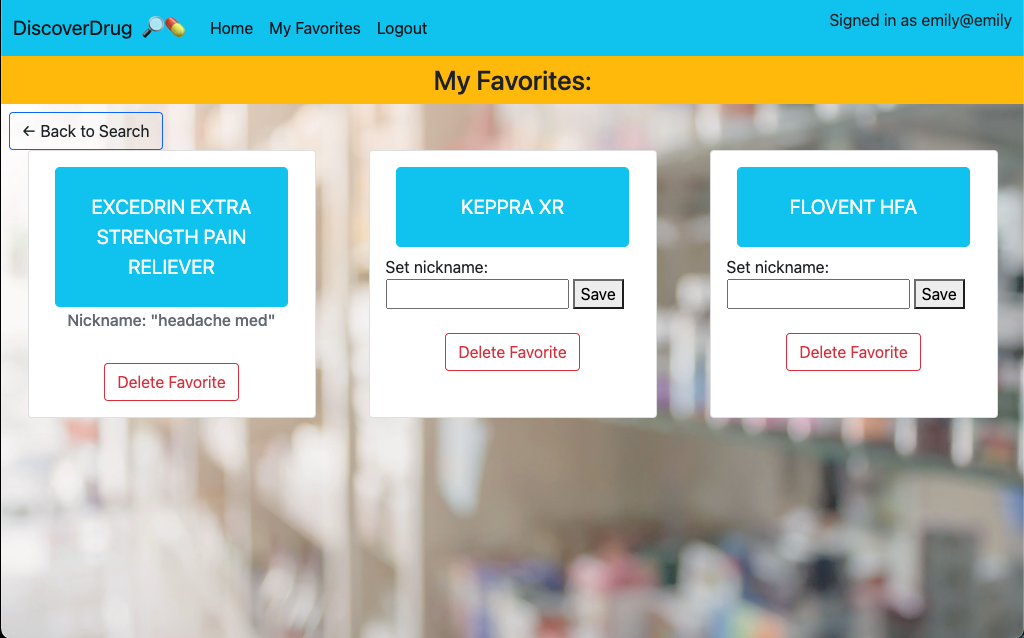 DiscoverDrug 🔎💊 Home My Favorites Logout Signed in as emily@emily
My Favorites:
← Back to Search
EXCEDRIN EXTRA
STRENGTH PAIN
RELIEVER
Nickname: "headache med"
Delete Favorite
KEPPRA XR
Set nickname:
Save
Delete Favorite
FLOVENT HFA
Set nickname:
Save
Delete Favorite